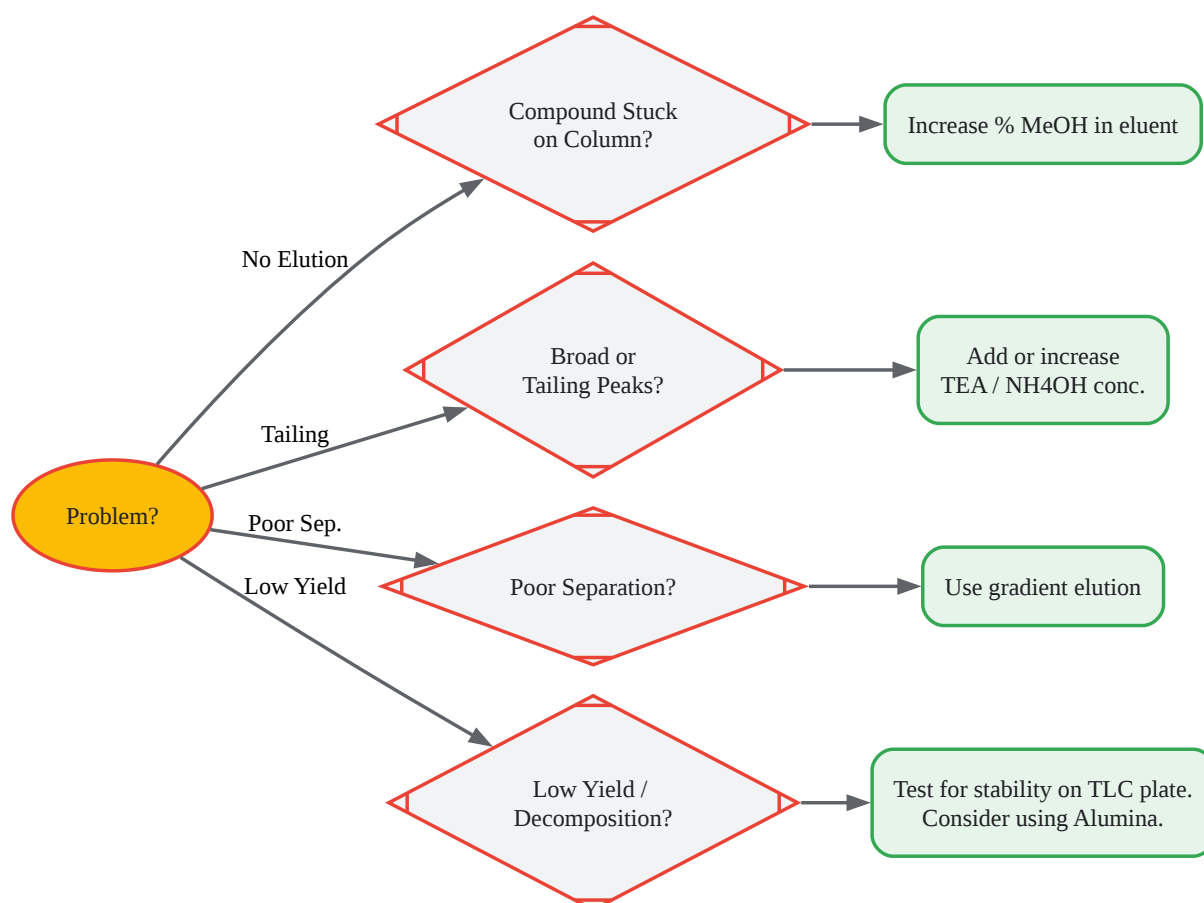 Compound Stuck
on Column?
Increase % MeOH in eluent
No Elution
Broad or
Tailing Peaks?
Add or increase
TEA / NH4OH conc.
Tailing
Problem?
Poor Sep.
Poor Separation?
Use gradient elution
Low Yield
Low Yield /
Decomposition?
Test for stability on TLC plate.
Consider using Alumina.